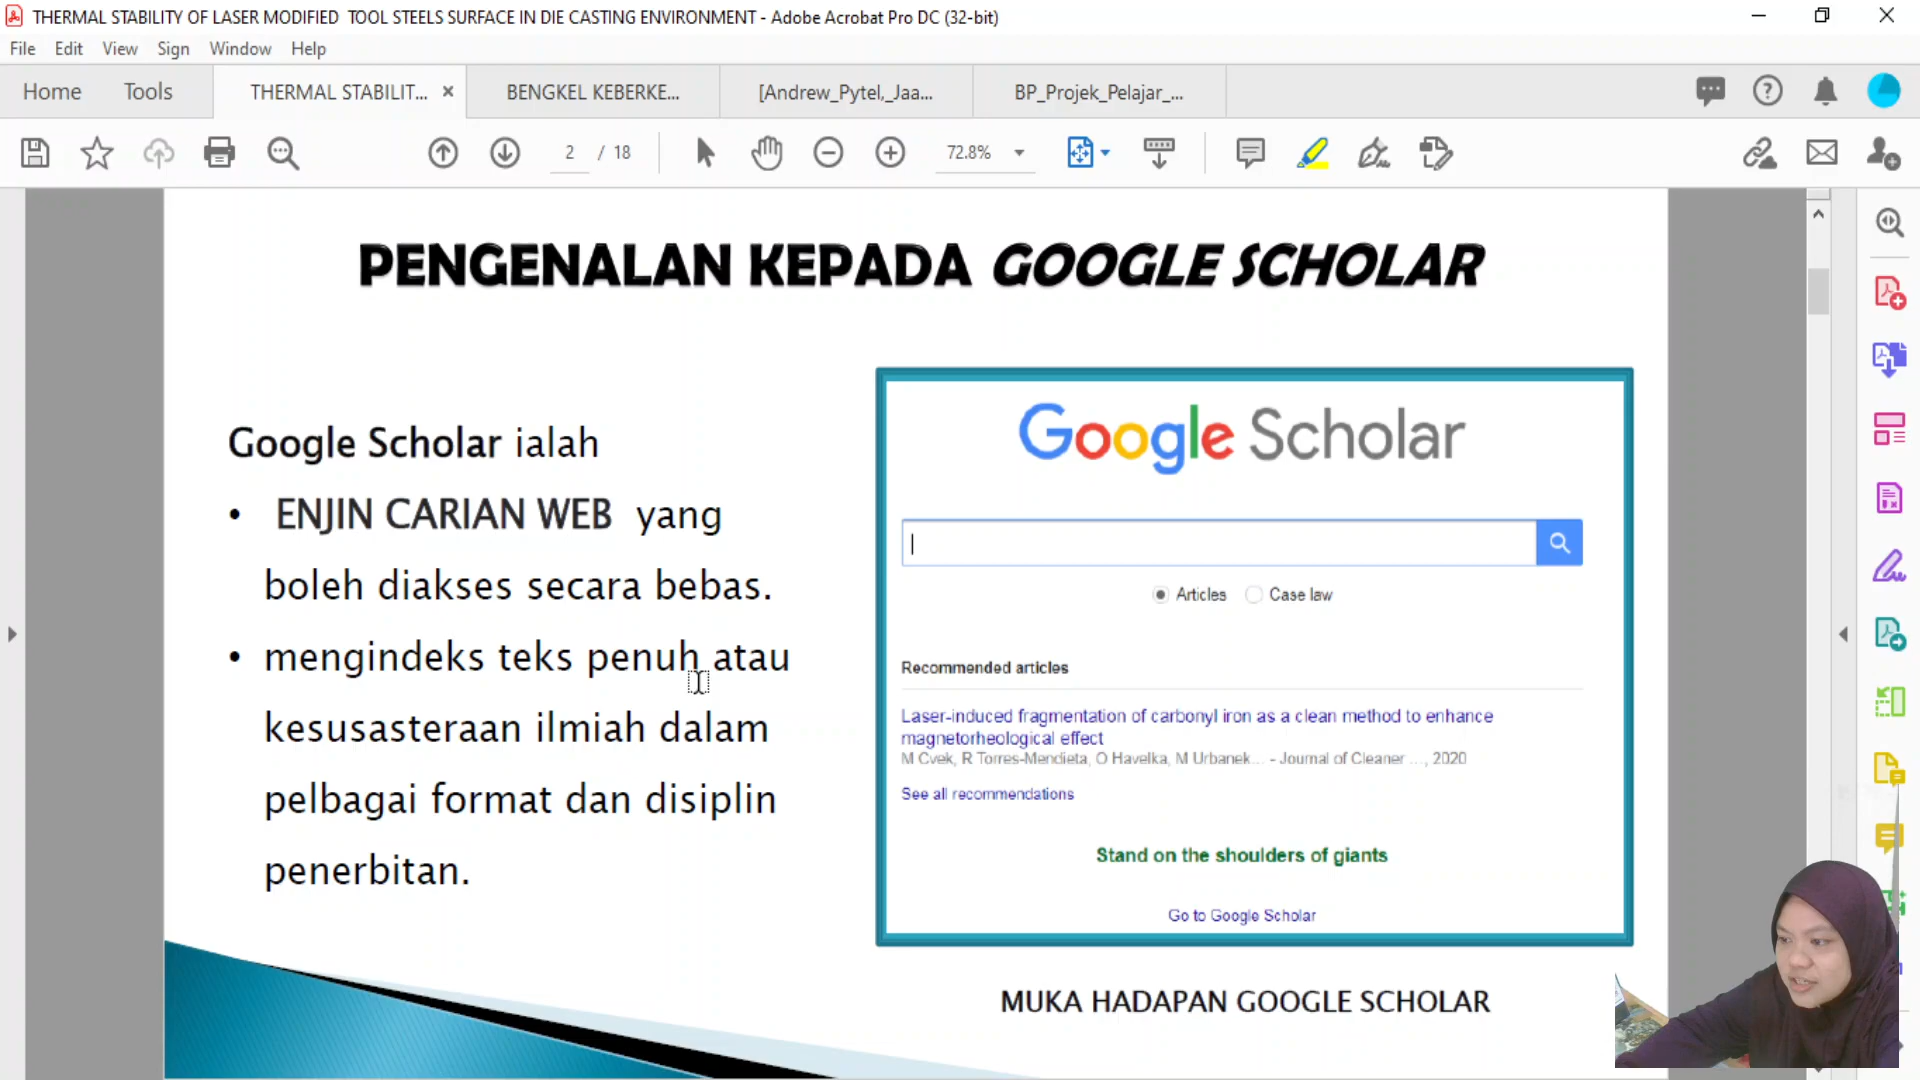 THERMAL STABILITY OF LASER MODIFIED  TOOL STEELS SURFACE IN DIE CASTING ENVIRONMENT - Adobe Acrobat Pro DC (32-bit)
File Edit View Sign Window Help
Home Tools THERMAL STABILIT... × BENGKEL KEBERKE... [Andrew_Pytel,_Jaa... BP_Projek_Pelajar_...
2 / 18 72.8%
PENGENALAN KEPADA GOOGLE SCHOLAR
Google Scholar ialah
• ENJIN CARIAN WEB yang
boleh diakses secara bebas.
• mengindeks teks penuh atau
kesusasteraan ilmiah dalam
pelbagai format dan disiplin
penerbitan.
Google Scholar
Articles Case law
Recommended articles
Laser-induced fragmentation of carbonyl iron as a clean method to enhance
magnetorheological effect
M Cvek, R Torres-Mendieta, O Havelka, M Urbanek... - Journal of Cleaner ..., 2020
See all recommendations
Stand on the shoulders of giants
Go to Google Scholar
MUKA HADAPAN GOOGLE SCHOLAR